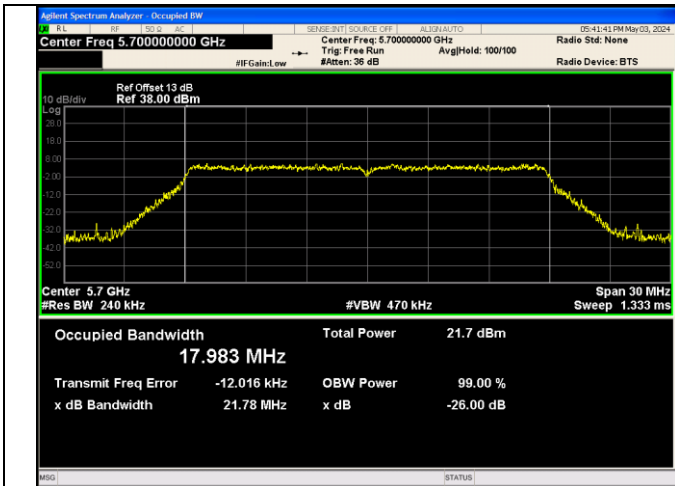 Agilent Spectrum Analyzer - Occupied BW
RL RF 50 Ω AC SENSE:INT SOURCE OFF ALIGNAUTO 05:41:41 PM May 03, 2024
Center Freq 5.700000000 GHz Center Freq: 5.700000000 GHz Radio Std: None
Trig: Free Run Avg|Hold: 100/100
#IFGain:Low #Atten: 36 dB Radio Device: BTS
Ref Offset 13 dB
10 dB/div Ref 38.00 dBm
Log
28.0
18.0
8.00
-2.00
-12.0
-22.0
-32.0
-42.0
-52.0
Center 5.7 GHz Span 30 MHz
#Res BW 240 kHz #VBW 470 kHz Sweep 1.333 ms
Occupied Bandwidth Total Power 21.7 dBm
17.983 MHz
Transmit Freq Error -12.016 kHz OBW Power 99.00 %
x dB Bandwidth 21.78 MHz x dB -26.00 dB
MSG STATUS